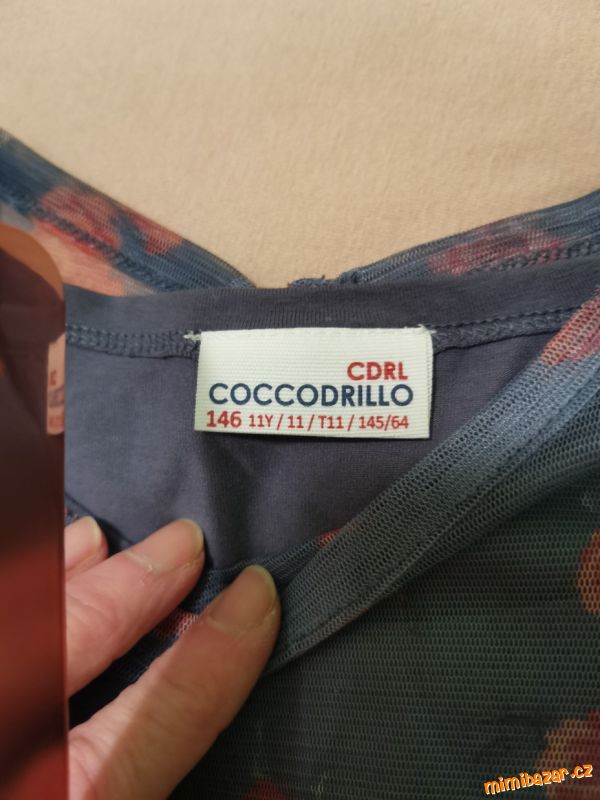 CDRL
COCCODRILLO
146 11Y / 11 / T11 / 145/64
mimibazar.cz